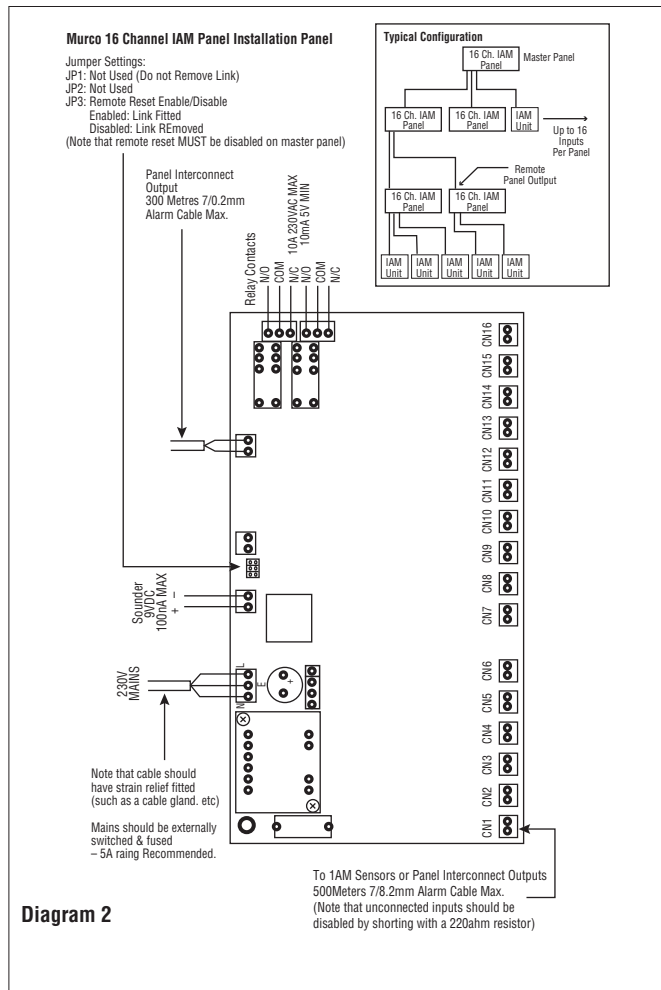 Murco 16 Channel IAM Panel Installation Panel
Jumper Settings:
JP1: Not Used (Do not Remove Link)
JP2: Not Used
JP3: Remote Reset Enable/Disable
Enabled: Link Fitted
Disabled: Link REmoved
(Note that remote reset MUST be disabled on master panel)
Typical Configuration
16 Ch. IAM
Panel
Master Panel
16 Ch. IAM
Panel
16 Ch. IAM
Panel
IAM
Unit
Up to 16
Inputs
Per Panel
Remote
Panel Outlput
16 Ch. IAM
Panel
16 Ch. IAM
Panel
IAM
Unit
IAM
Unit
IAM
Unit
IAM
Unit
IAM
Unit
Panel Interconnect
Output
300 Metres 7/0.2mm
Alarm Cable Max.
Relay Contacts
N/O
COM
N/C
10A 230VAC MAX
10mA 5V MIN
N/O
COM
N/C
CN16
CN15
CN14
CN13
CN12
CN11
CN10
CN9
CN8
CN7
CN6
CN5
CN4
CN3
CN2
CN1
Sounder
9VDC
100nA MAX
+ –
230V
MAINS
L
E
N
+
Note that cable should
have strain relief fitted
(such as a cable gland. etc)
Mains should be externally
switched & fused
– 5A raing Recommended.
To 1AM Sensors or Panel Interconnect Outputs
500Meters 7/8.2mm Alarm Cable Max.
(Note that unconnected inputs should be
disabled by shorting with a 220ahm resistor)
Diagram 2